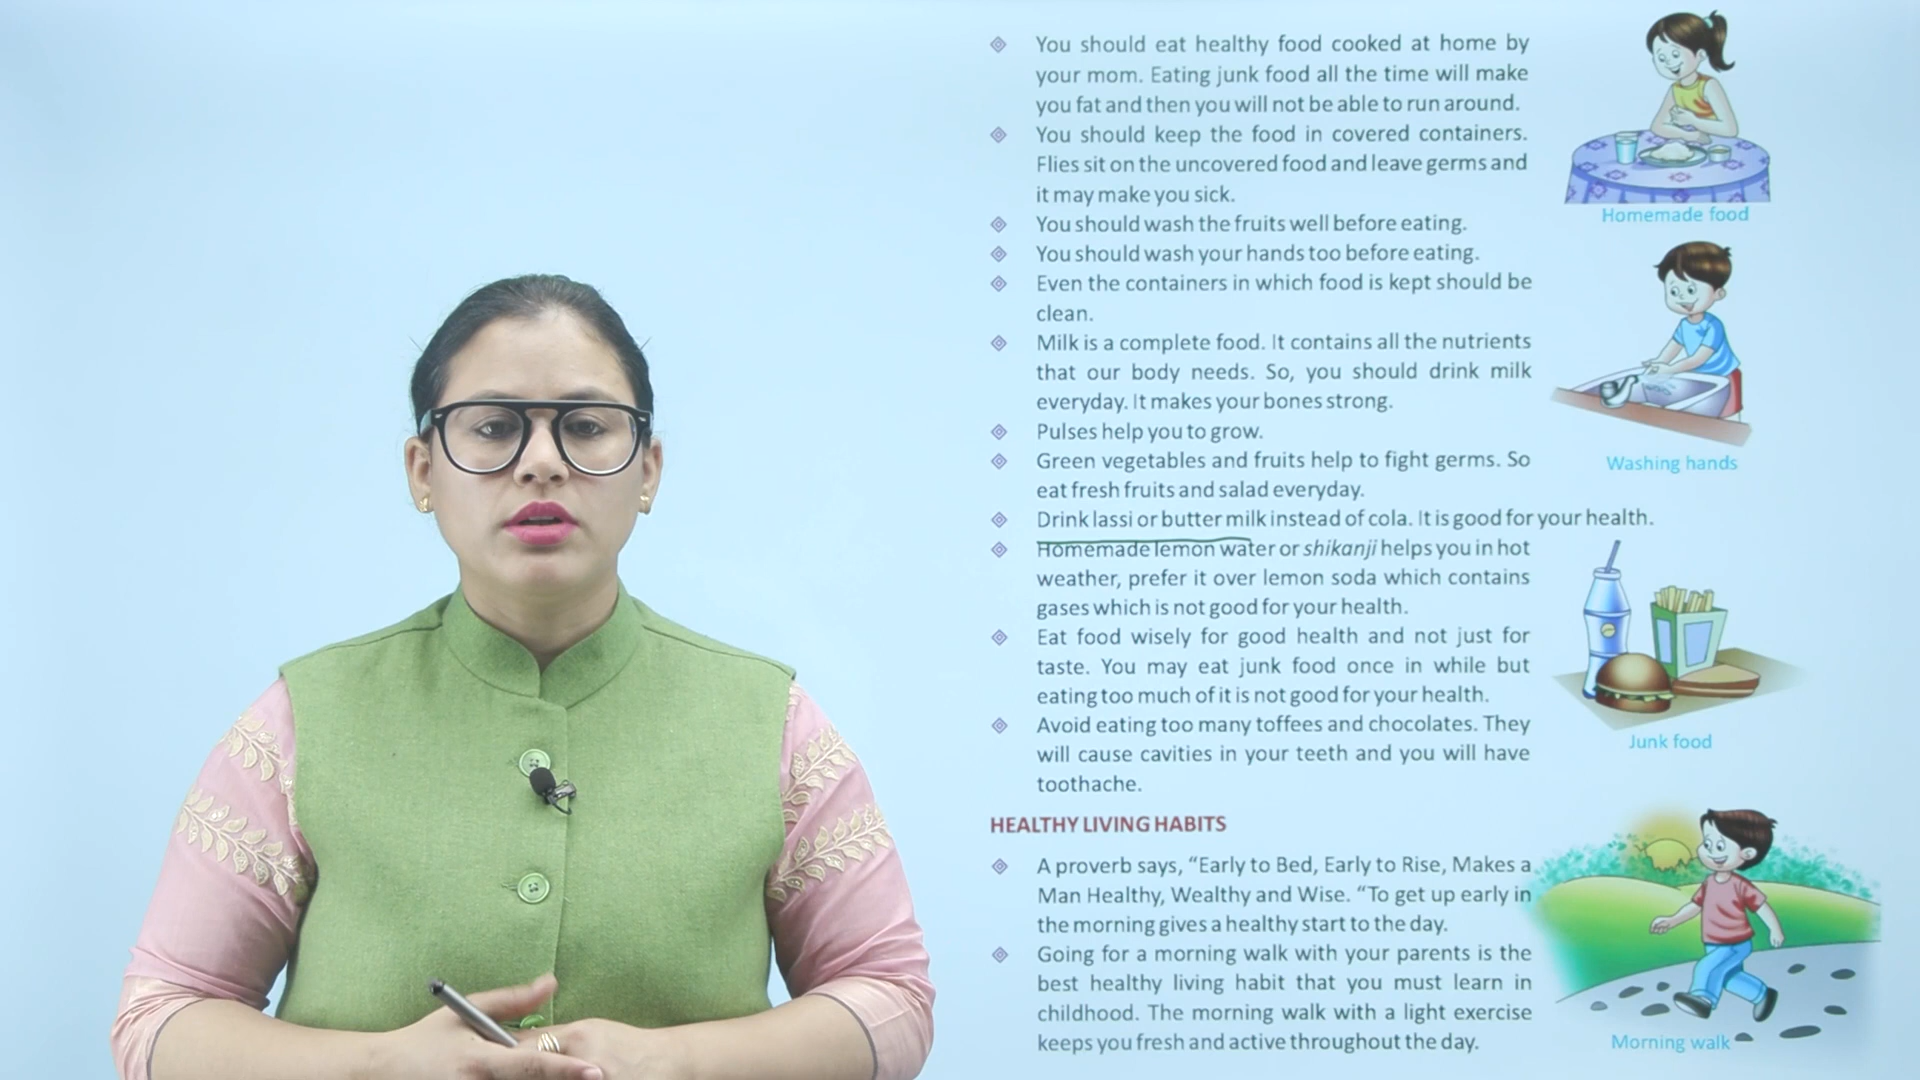 You should eat healthy food cooked at home by
your mom. Eating junk food all the time will make
you fat and then you will not be able to run around.
You should keep the food in covered containers.
Flies sit on the uncovered food and leave germs and
it may make you sick.
Homemade food
You should wash the fruits well before eating.
You should wash your hands too before eating.
Even the containers in which food is kept should be
clean.
Milk is a complete food. It contains all the nutrients
that our body needs. So, you should drink milk
everyday. It makes your bones strong.
Pulses help you to grow.
Green vegetables and fruits help to fight germs. So
eat fresh fruits and salad everyday.
Washing hands
Drink lassi or butter milk instead of cola. It is good for your health.
Homemade lemon water or shikanji helps you in hot
weather, prefer it over lemon soda which contains
gases which is not good for your health.
Eat food wisely for good health and not just for
taste. You may eat junk food once in while but
eating too much of it is not good for your health.
Junk food
Avoid eating too many toffees and chocolates. They
will cause cavities in your teeth and you will have
toothache.
HEALTHY LIVING HABITS
A proverb says, “Early to Bed, Early to Rise, Makes a
Man Healthy, Wealthy and Wise. “To get up early in
the morning gives a healthy start to the day.
Going for a morning walk with your parents is the
best healthy living habit that you must learn in
childhood. The morning walk with a light exercise
keeps you fresh and active throughout the day.
Morning walk